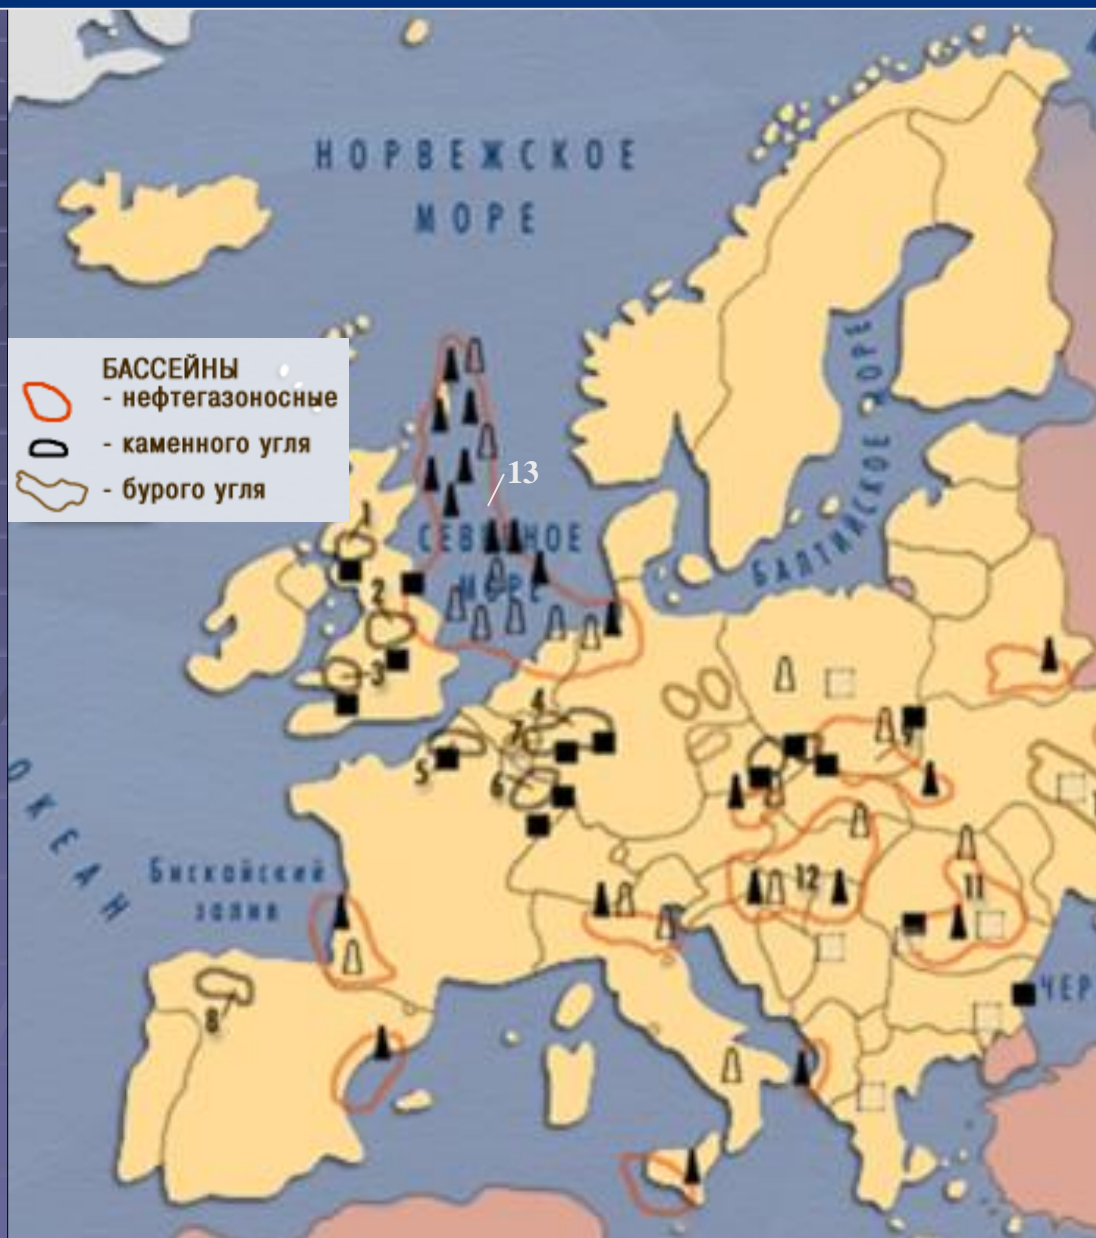 НОРВЕЖСКОЕ
МОРЕ
БАССЕЙНЫ
- нефтегазоносные
- каменного угля
- бурого угля
13
СЕВЕРНОЕ
МОРЕ
БАЛТИЙСКОЕ МОРЕ
1
2
3
4
7
5
6
9
ОКЕАН
Бискайский
залив
12
11
8
ЧЕР